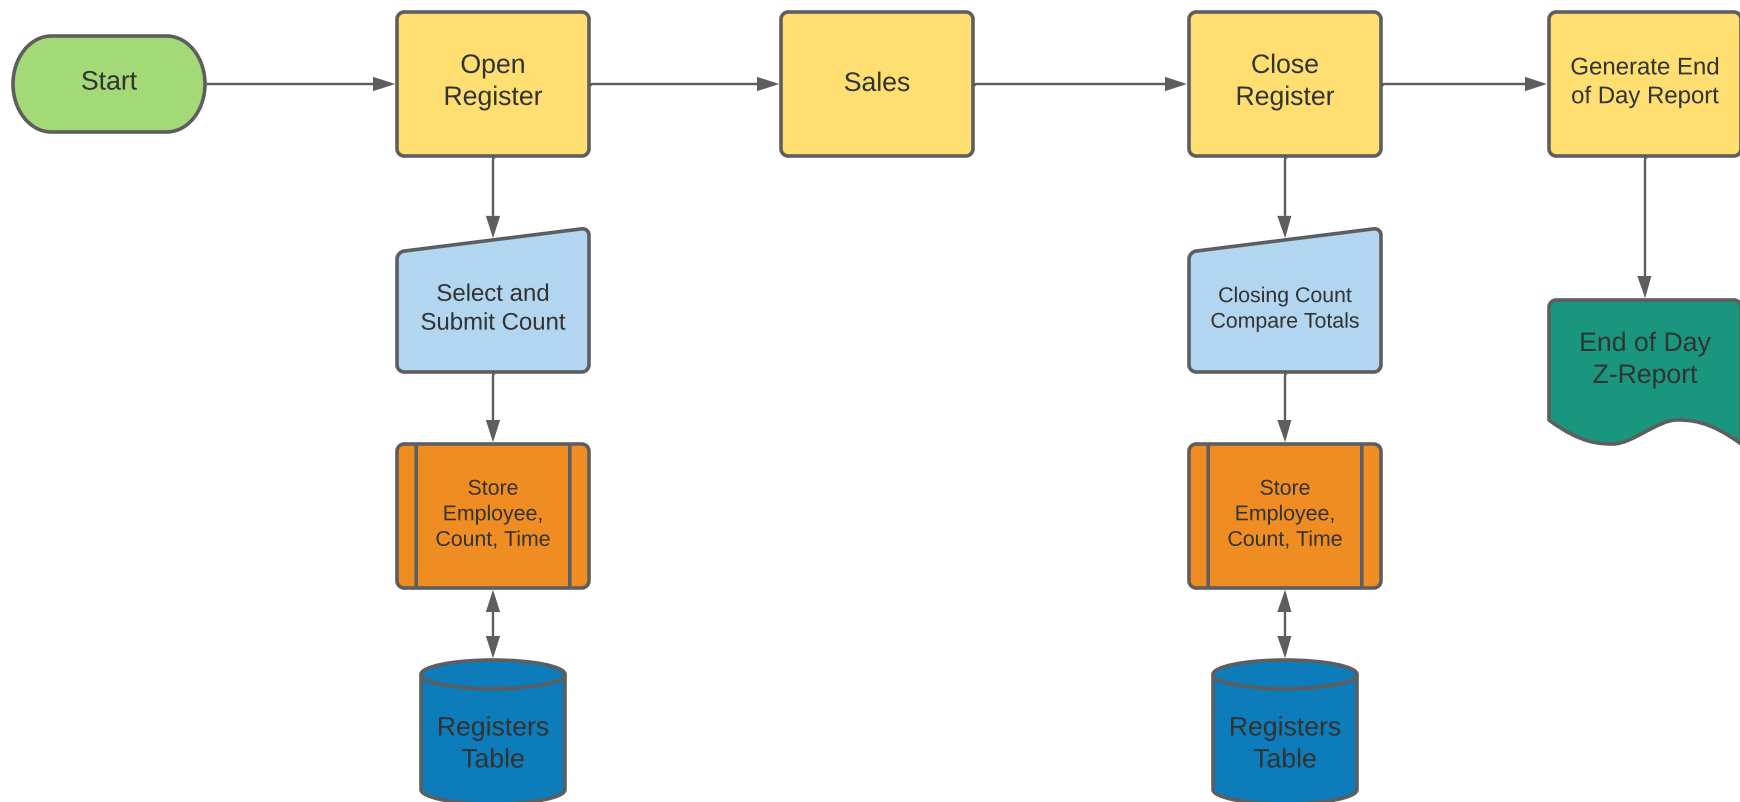 Start
Open
Register
Sales
Close
Register
Generate End
of Day Report
Select and
Submit Count
Closing Count
Compare Totals
End of Day
Z-Report
Store
Employee,
Count, Time
Store
Employee,
Count, Time
Registers
Table
Registers
Table